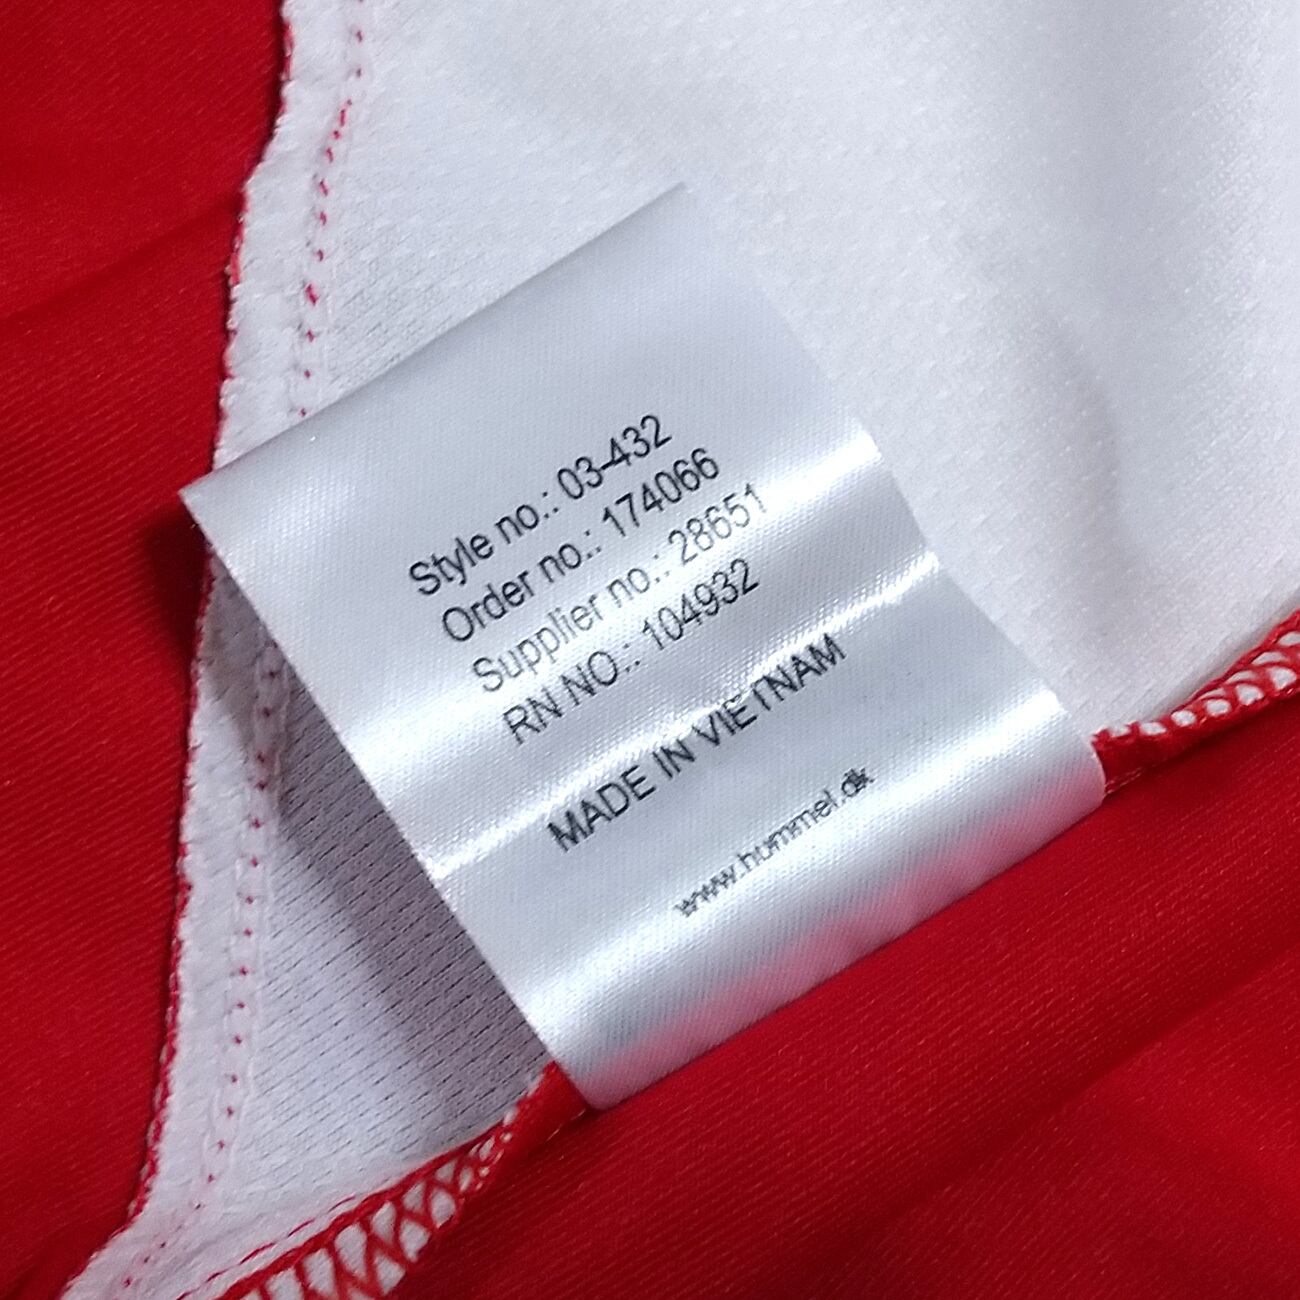 Style no.: 03-432
Order no.: 174066
Supplier no.: 28651
RN NO.: 104932
MADE IN VIETNAM
www.hummel.dk